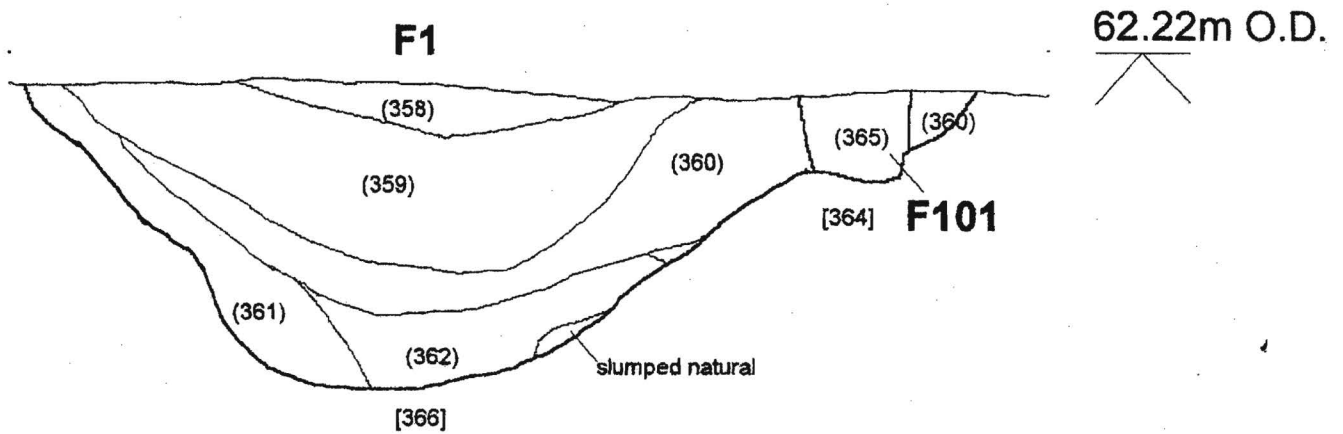 62.22m O.D.
F1
(358)
(365)
(360)
(359)
(360)
[364]
F101
(361)
(362)
slumped natural
[366]